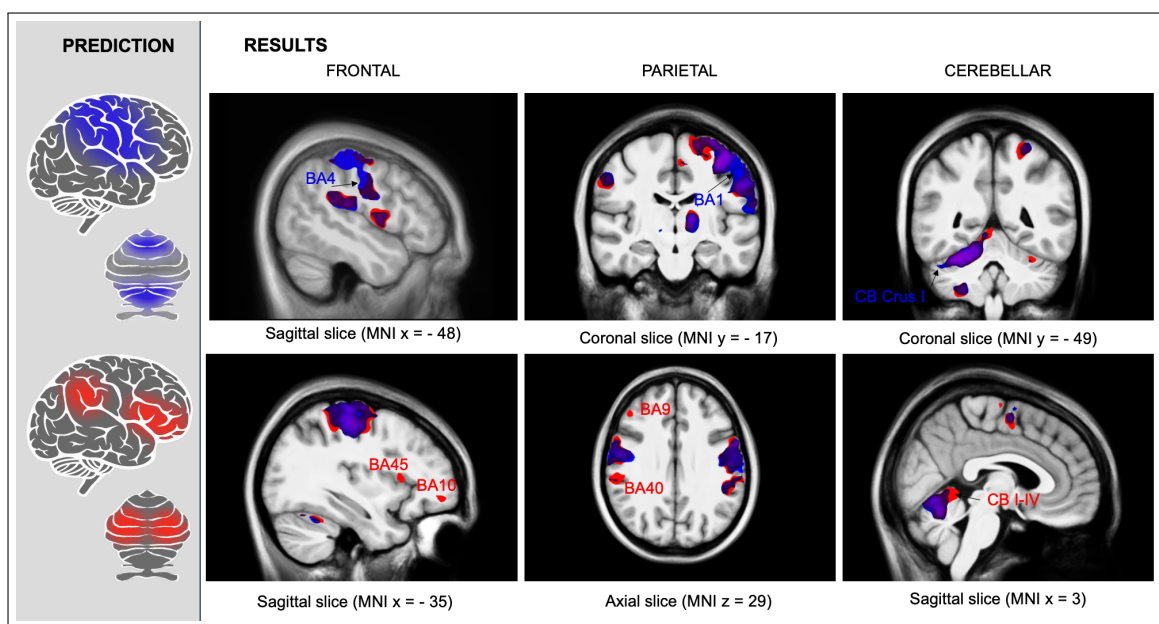 PREDICTION
RESULTS
FRONTAL
PARIETAL
CEREBELLAR
BA4
BA1
CB Crus I
Sagittal slice (MNI x = - 48)
Coronal slice (MNI y = - 17)
Coronal slice (MNI y = - 49)
BA45
BA10
BA9
BA40
CB I-IV
Sagittal slice (MNI x = - 35)
Axial slice (MNI z = 29)
Sagittal slice (MNI x = 3)